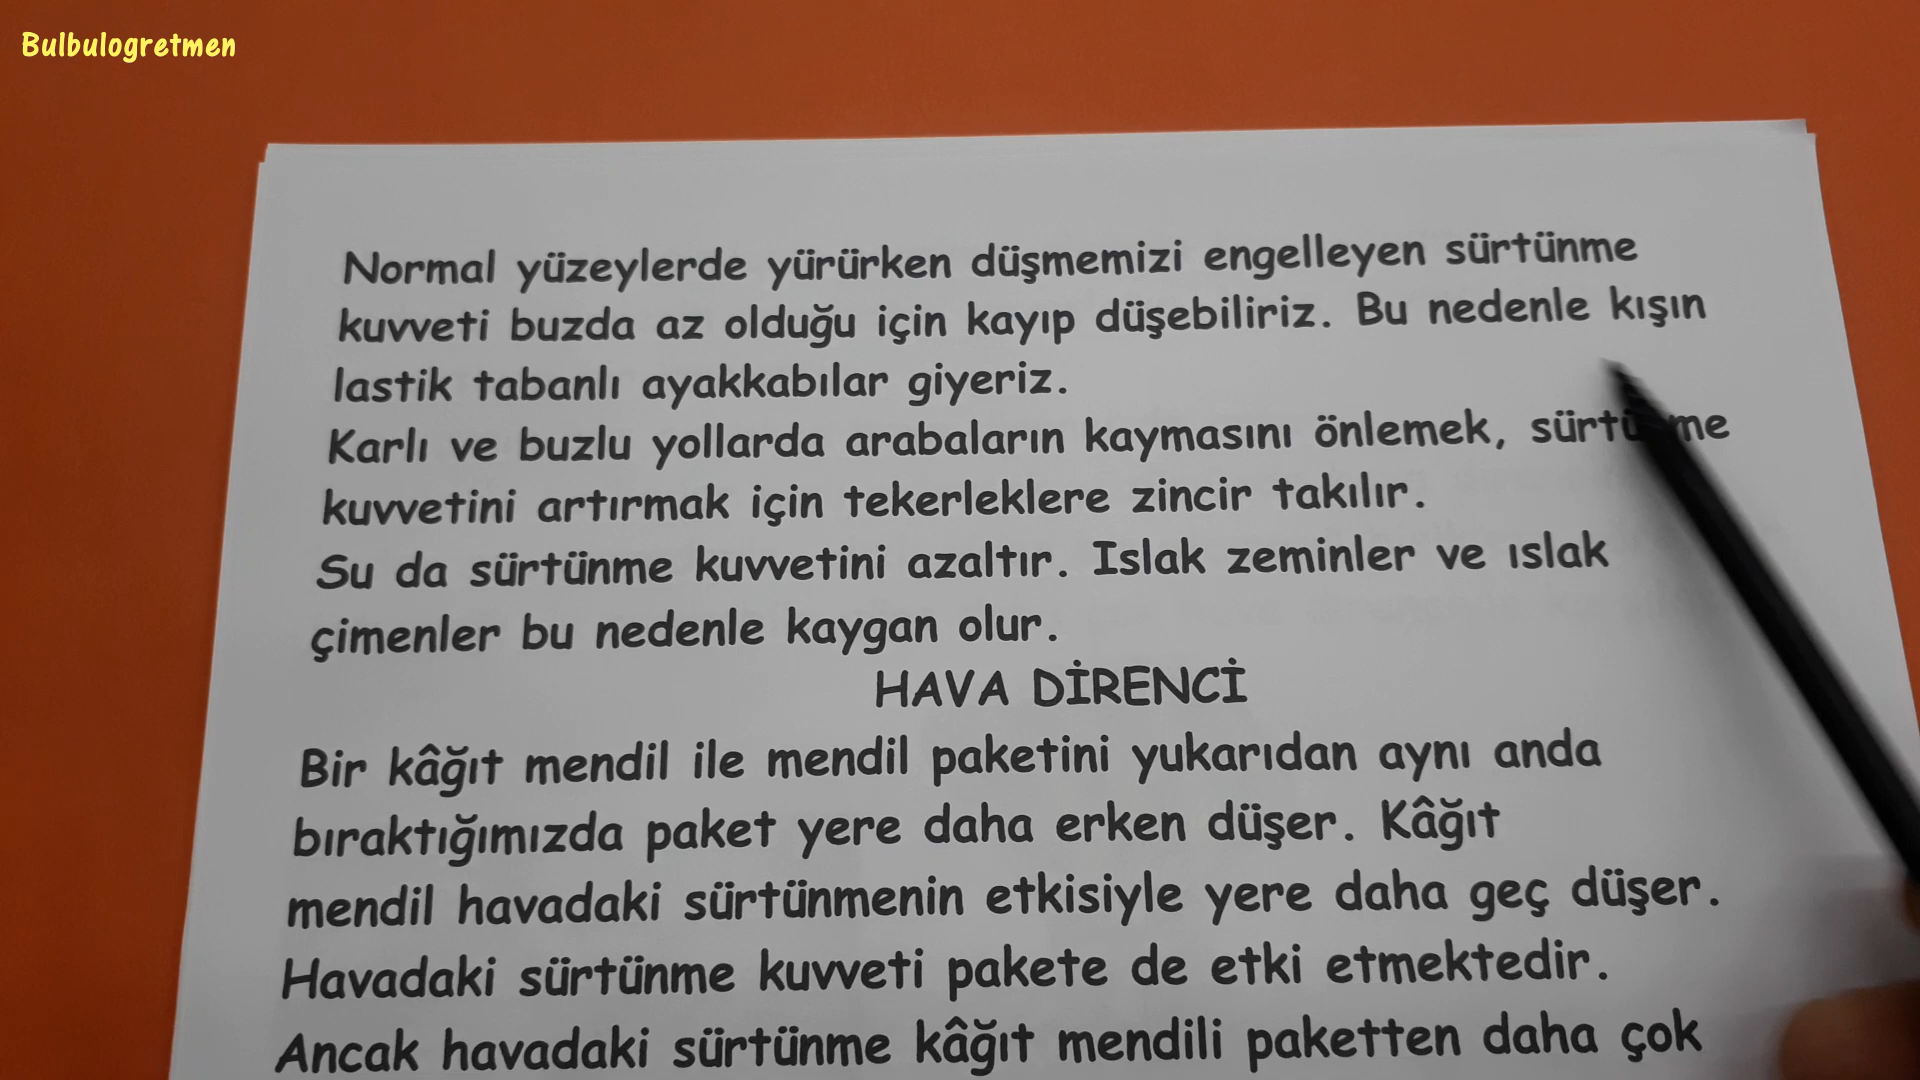 Bulbulogretmen
Normal yüzeylerde yürürken düşmemizi engelleyen sürtünme
kuvveti buzda az olduğu için kayıp düşebiliriz. Bu nedenle kışın
lastik tabanlı ayakkabılar giyeriz.
Karlı ve buzlu yollarda arabaların kaymasını önlemek, sürtünme
kuvvetini artırmak için tekerleklere zincir takılır.
Su da sürtünme kuvvetini azaltır. Islak zeminler ve ıslak
çimenler bu nedenle kaygan olur.
HAVA DİRENCİ
Bir kâğıt mendil ile mendil paketini yukarıdan aynı anda
bıraktığımızda paket yere daha erken düşer. Kâğıt
mendil havadaki sürtünmenin etkisiyle yere daha geç düşer.
Havadaki sürtünme kuvveti pakete de etki etmektedir.
Ancak havadaki sürtünme kâğıt mendili paketten daha çok